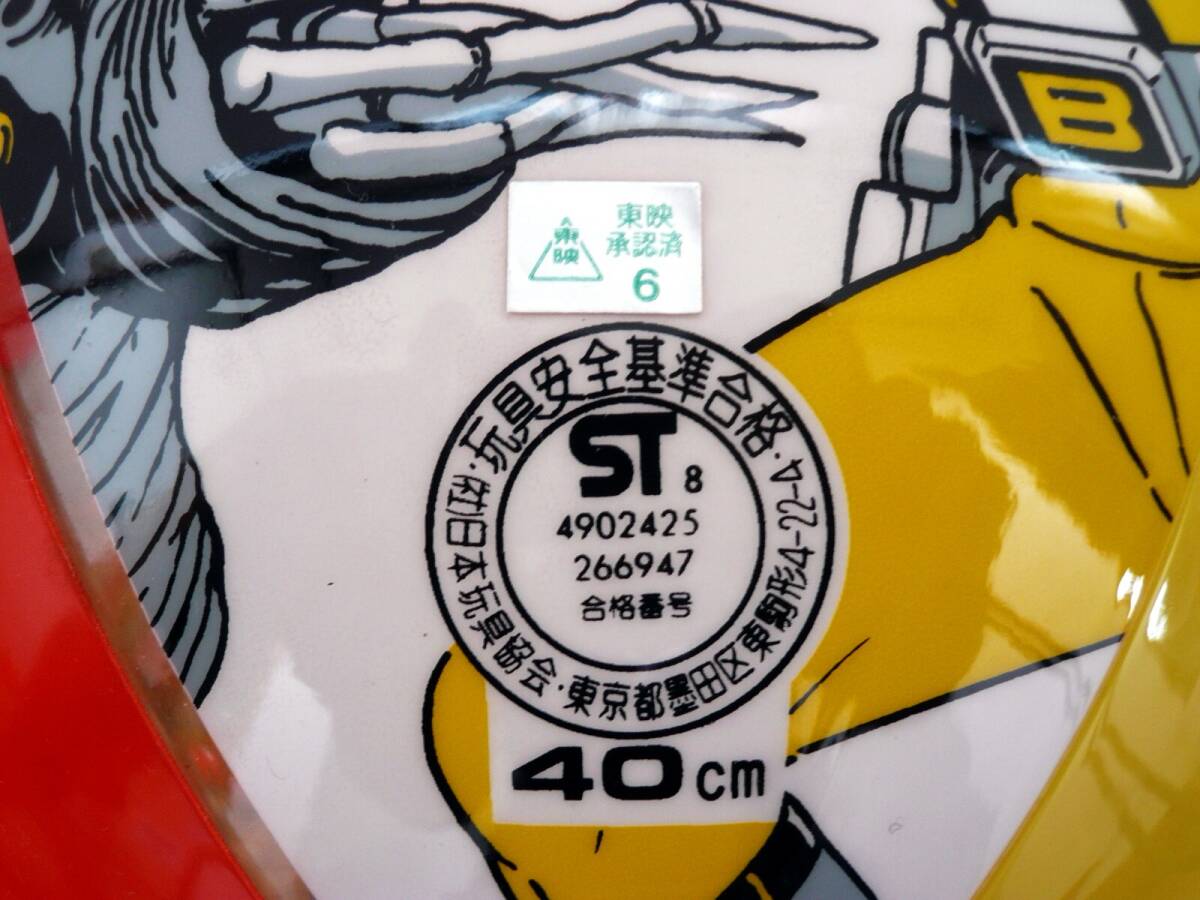 B
東映
承認済
6
東映
玩具安全基準合格・
(社)日本玩具協会・東京都墨田区東駒形4-22-4
ST 8
4902425
266947
合格番号
40cm